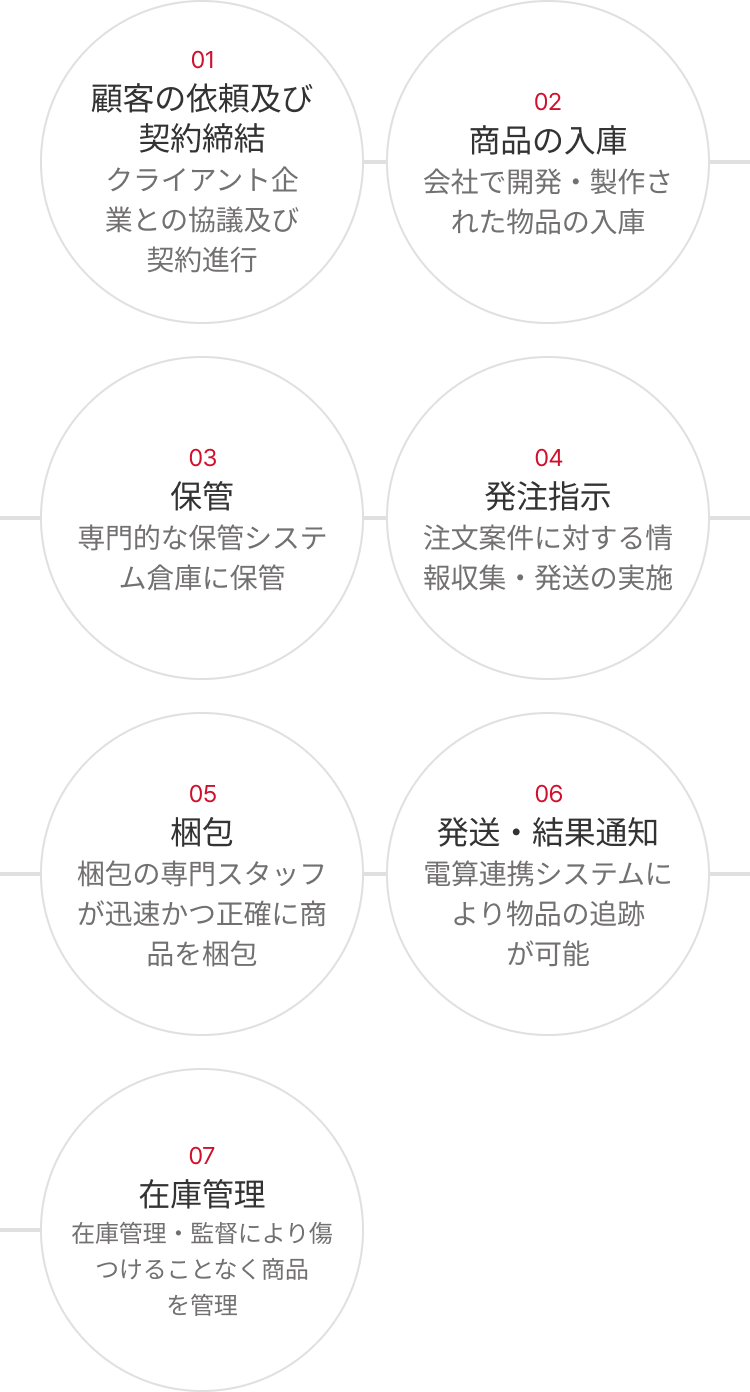 01
顧客の依頼及び
契約締結
クライアント企
業との協議及び
契約進行
02
商品の入庫
会社で開発・製作さ
れた物品の入庫
03
保管
専門的な保管システ
ム倉庫に保管
04
発注指示
注文案件に対する情
報収集・発送の実施
05
梱包
梱包の専門スタッフ
が迅速かつ正確に商
品を梱包
06
発送・結果通知
電算連携システムに
より物品の追跡
が可能
07
在庫管理
在庫管理・監督により傷
つけることなく商品
を管理